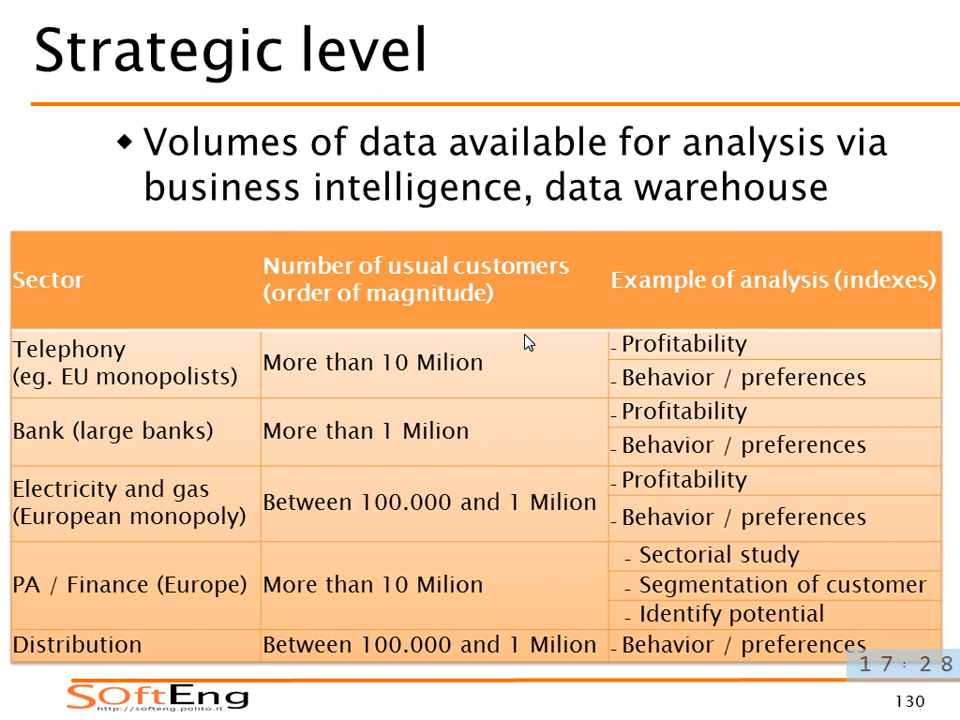 Strategic level
◆ Volumes of data available for analysis via
business intelligence, data warehouse
Sector
Number of usual customers
(order of magnitude)
Example of analysis (indexes)
Telephony
(eg. EU monopolists)
More than 10 Milion
- Profitability
- Behavior / preferences
Bank (large banks)
More than 1 Milion
- Profitability
- Behavior / preferences
Electricity and gas
(European monopoly)
Between 100.000 and 1 Milion
- Profitability
- Behavior / preferences
PA / Finance (Europe)
More than 10 Milion
- Sectorial study
- Segmentation of customer
- Identify potential
Distribution
Between 100.000 and 1 Milion
- Behavior / preferences
17:28
SoftEng
http://softeng.polito.it
130